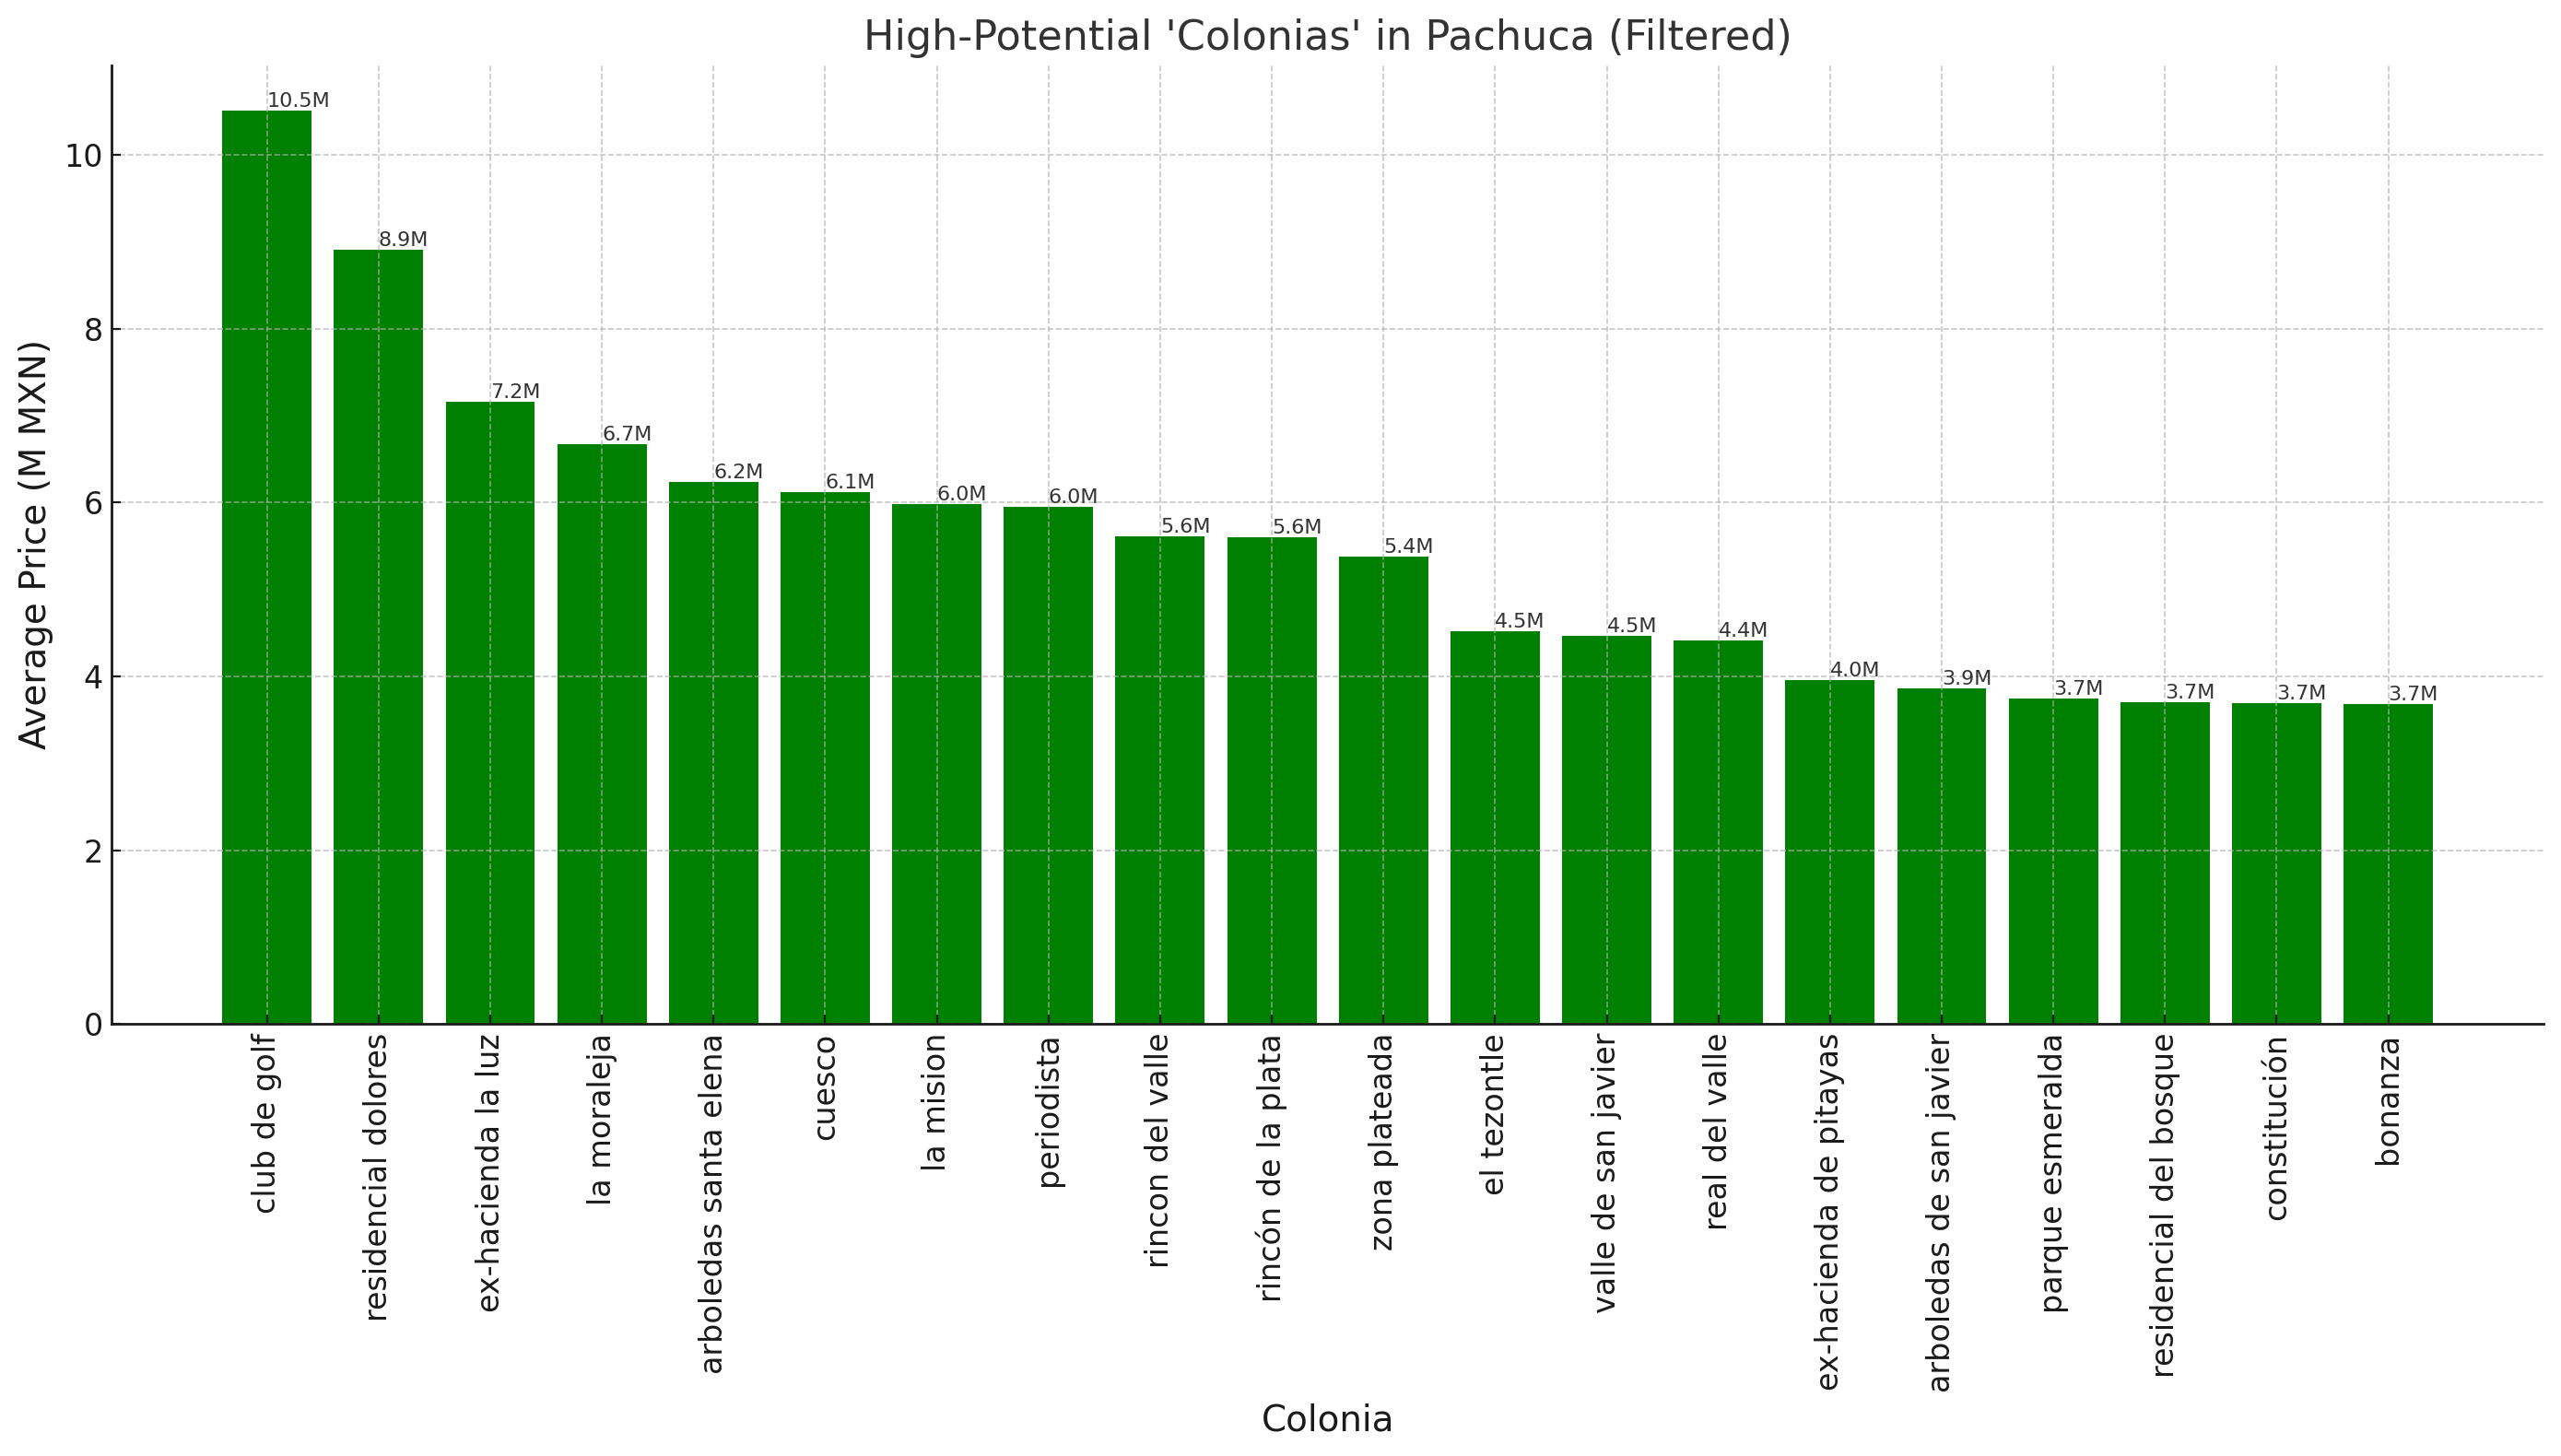 High-Potential 'Colonias' in Pachuca (Filtered)
Average Price (M MXN)
10
8
6
4
2
0
10.5M
8.9M
7.2M
6.7M
6.2M
6.1M
6.0M
6.0M
5.6M
5.6M
5.4M
4.5M
4.5M
4.4M
4.0M
3.9M
3.7M
3.7M
3.7M
3.7M
club de golf
residencial dolores
ex-hacienda la luz
la moraleja
arboledas santa elena
cuesco
la mision
periodista
rincon del valle
rincón de la plata
zona plateada
el tezontle
valle de san javier
real del valle
ex-hacienda de pitayas
arboledas de san javier
parque esmeralda
residencial del bosque
constitución
bonanza
Colonia